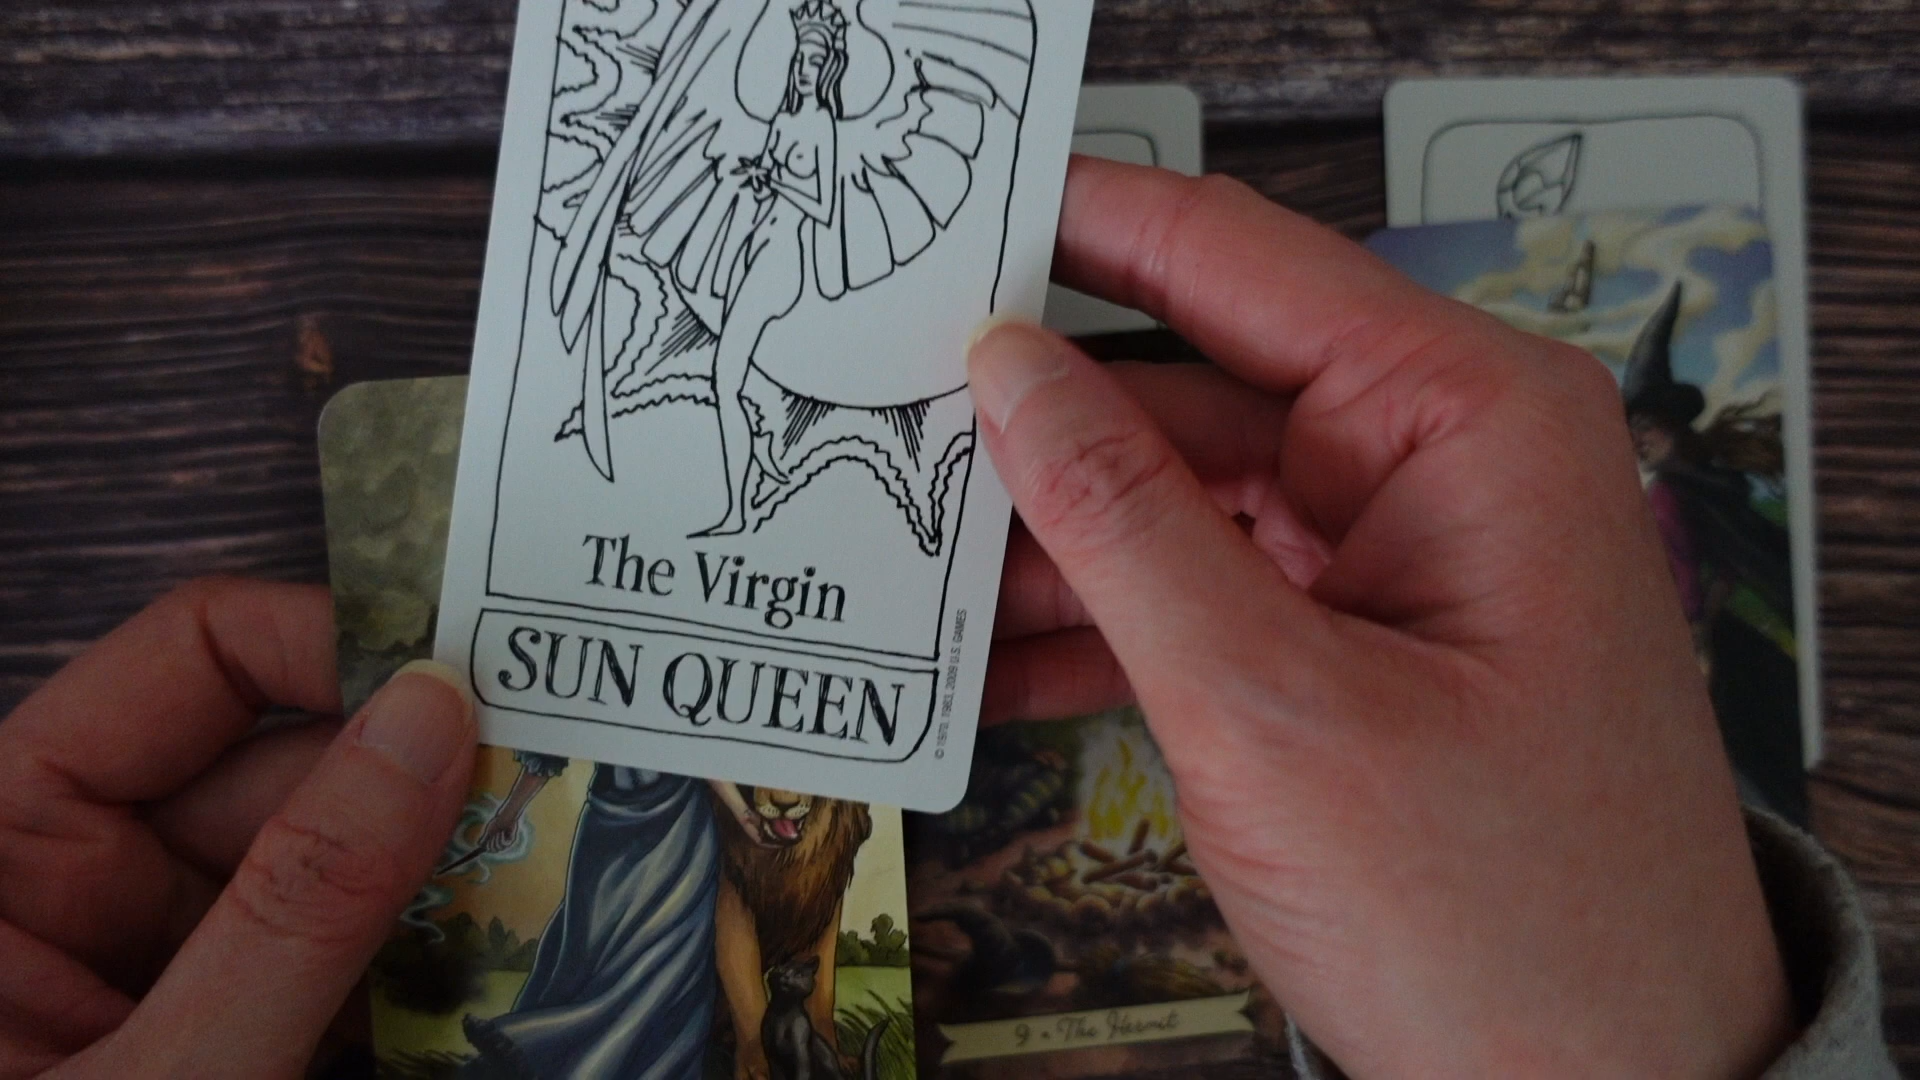 The Virgin
SUN QUEEN
© 1970, 1983, 2009 U.S. GAMES
9 • The Hermit